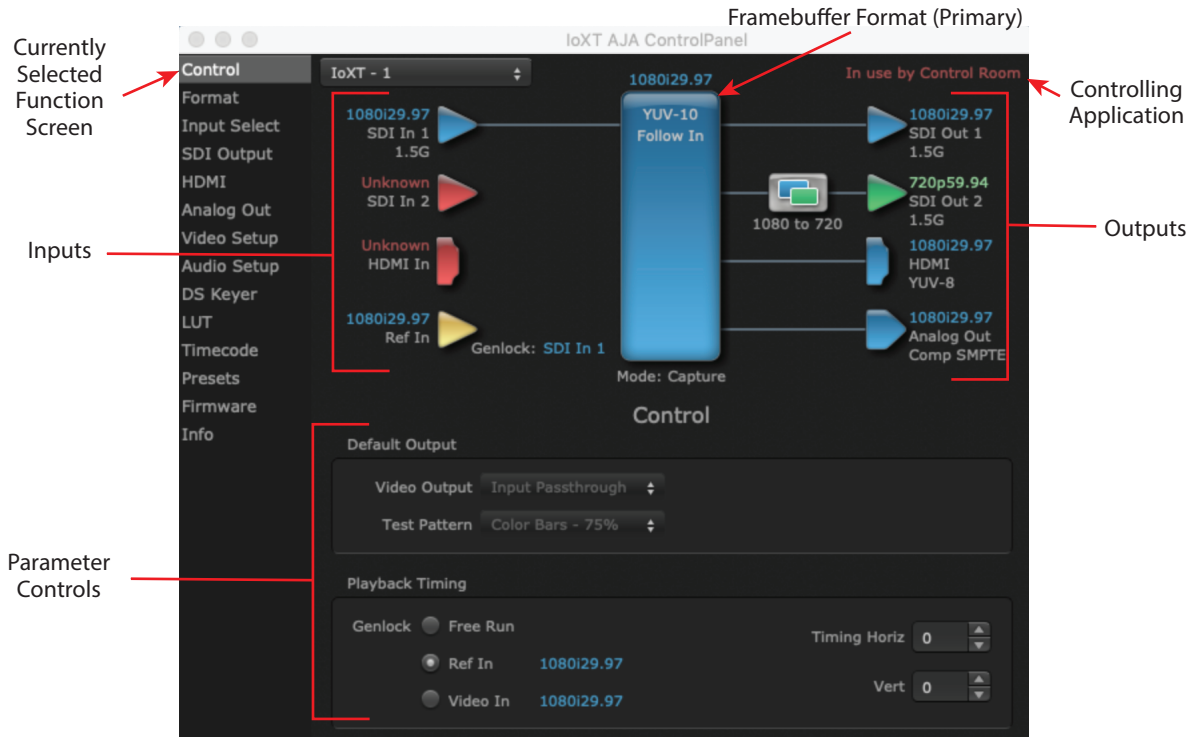 Framebuffer Format (Primary)
Currently
Selected
Function
Screen
IoXT AJA ControlPanel
Control
Format
Input Select
SDI Output
HDMI
Analog Out
Video Setup
Audio Setup
DS Keyer
LUT
Timecode
Presets
Firmware
Info
IoXT - 1
1080i29.97
In use by Control Room
Controlling
Application
Inputs
1080i29.97
SDI In 1
1.5G
Unknown
SDI In 2
Unknown
HDMI In
1080i29.97
Ref In
Genlock: SDI In 1
YUV-10
Follow In
Mode: Capture
1080 to 720
1080i29.97
SDI Out 1
1.5G
720p59.94
SDI Out 2
1.5G
1080i29.97
HDMI
YUV-8
1080i29.97
Analog Out
Comp SMPTE
Outputs
Control
Parameter
Controls
Default Output
Video Output Input Passthrough
Test Pattern Color Bars - 75%
Playback Timing
Genlock Free Run
Ref In 1080i29.97
Video In 1080i29.97
Timing Horiz 0
Vert 0